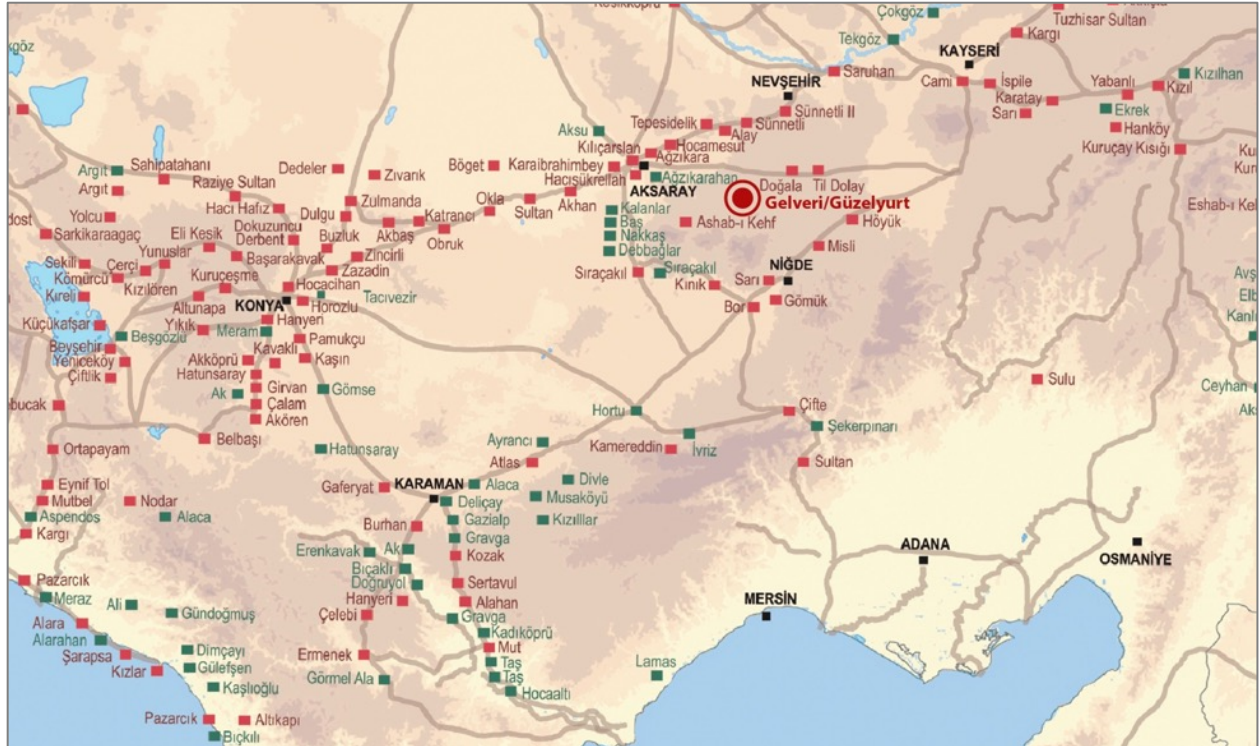 Kesikköprü
Çokgöz
Tuzhisar Sultan
Kargı
Tekgöz
KAYSERİ
Saruhan
NEVŞEHİR
Cami
İspile
Karatay
Sarı
Yabanlı
Kızıl
Kızılhan
Ekrek
Hanköy
Kuruçay Kısığı
Sünnetli II
Sünnetli
Tepesidelik
Alay
Hocamesut
Ağzıkara
Aksu
Kılıçarslan
Karaibrahimbey
Böget
Hacışükrellah
AKSARAY
Ağzıkarahan
Doğala
Til Dolay
Gelveri/Güzelyurt
Ashab-ı Kehf
Höyük
Misli
NİĞDE
Sarı
Gömük
Bor
Kınık
Sıraçakıl
Sıraçakıl
Kalanlar
Baş
Nakkaş
Debbağlar
Akhan
Sultan
Okla
Obruk
Katrancı
Akbaş
Zıvarık
Dedeler
Zulmanda
Dulgu
Buzluk
Zincirli
Zazadin
Sahipatahanı
Argıt
Argıt
Raziye Sultan
Hacı Hafız
Dokuzuncu
Derbent
Yolcu
Sarkikaraagaç
Eli Kesik
Yunuslar
Başarakavak
Sekili
Çerçi
Kömürcü
Kızılören
Kuruçeşme
Kireli
Altunapa
KONYA
Hocacihan
Horozlu
Tacıvezir
Hanyeri
Meram
Yıkık
Küçükafşar
Beşgözlü
Beyşehir
Yeniceköy
Çiftlik
Pamukçu
Kavaklı
Kaşın
Akköprü
Hatunsaray
Ak
Girvan
Çalam
Akören
Gömse
Belbaşı
Hatunsaray
Ortapayam
Eynif Tol
Mutbel
Nodar
Aspendos
Alaca
Kargı
Sulu
Çifte
Şekerpınarı
Sultan
Hortu
Kamereddin
İvriz
Ayrancı
Atlas
Divle
Musaköyü
Kızılllar
Gaferyat
KARAMAN
Alaca
Deliçay
Gazialp
Gravga
Burhan
Kozak
Erenkavak
Ak
Bıçaklı
Doğruyol
Hanyeri
Çelebi
Sertavul
Alahan
Gravga
Kadıköprü
Mut
Taş
Taş
Hocaaltı
Ermenek
Görmel Ala
Lamas
ADANA
OSMANİYE
MERSİN
Pazarcık
Meraz
Ali
Gündoğmuş
Alara
Alarahan
Şarapsa
Kızlar
Dimçayı
Gülefşen
Kaşlıoğlu
Pazarcık
Altıkapı
Bıçkılı
Ceyhan